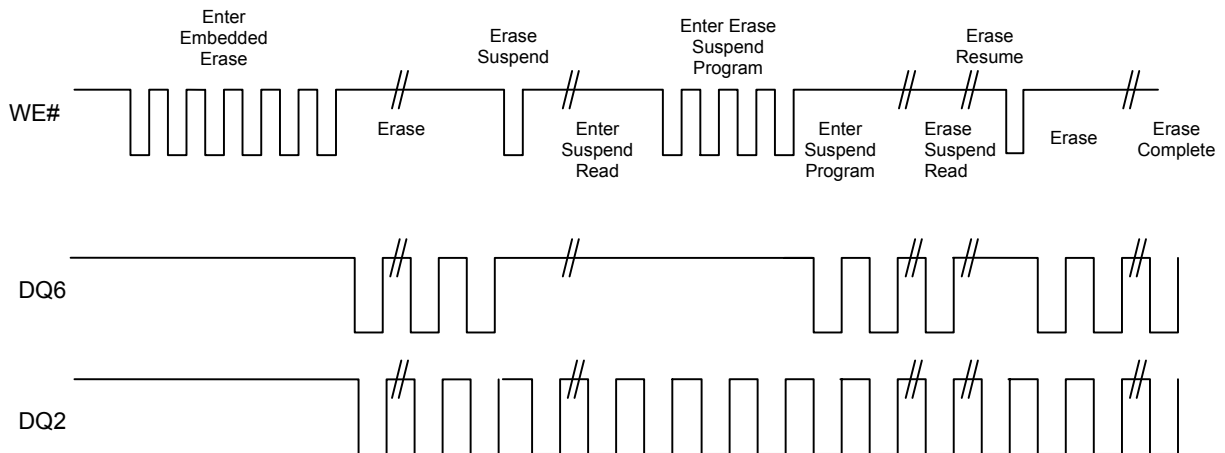 Enter
Embedded
Erase
Erase
Suspend
Enter Erase
Suspend
Program
Erase
Resume
WE#
Erase
Enter
Suspend
Read
Enter
Suspend
Program
Erase
Suspend
Read
Erase
Erase
Complete
DQ6
DQ2